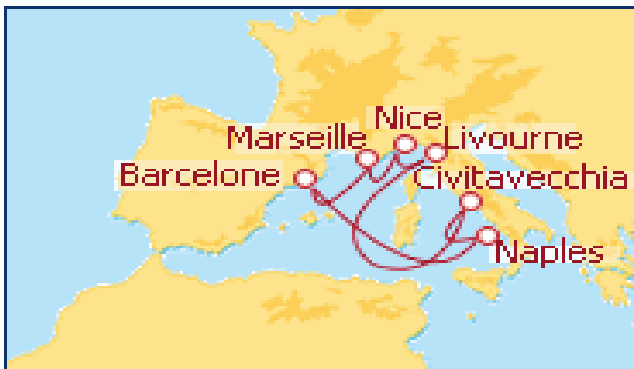 Nice
Marseille
Livourne
Barcelone
Civitavecchia
Naples